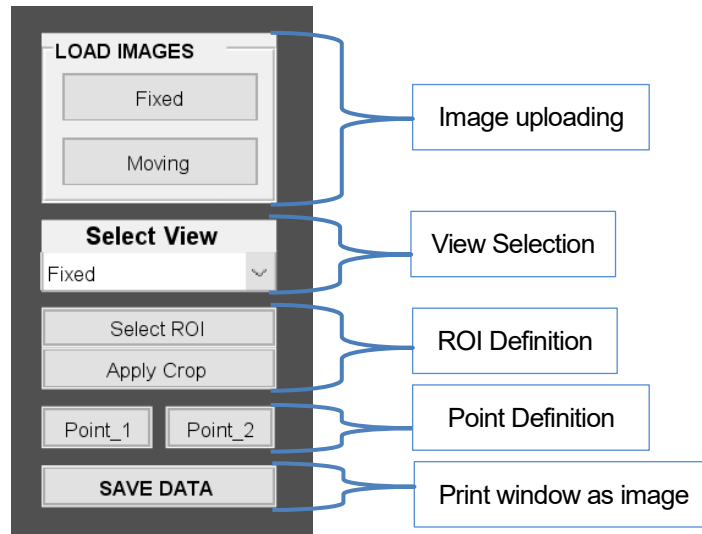 LOAD IMAGES
Fixed
Moving
Image uploading
Select View
Fixed
View Selection
Select ROI
Apply Crop
ROI Definition
Point_1
Point_2
Point Definition
SAVE DATA
Print window as image